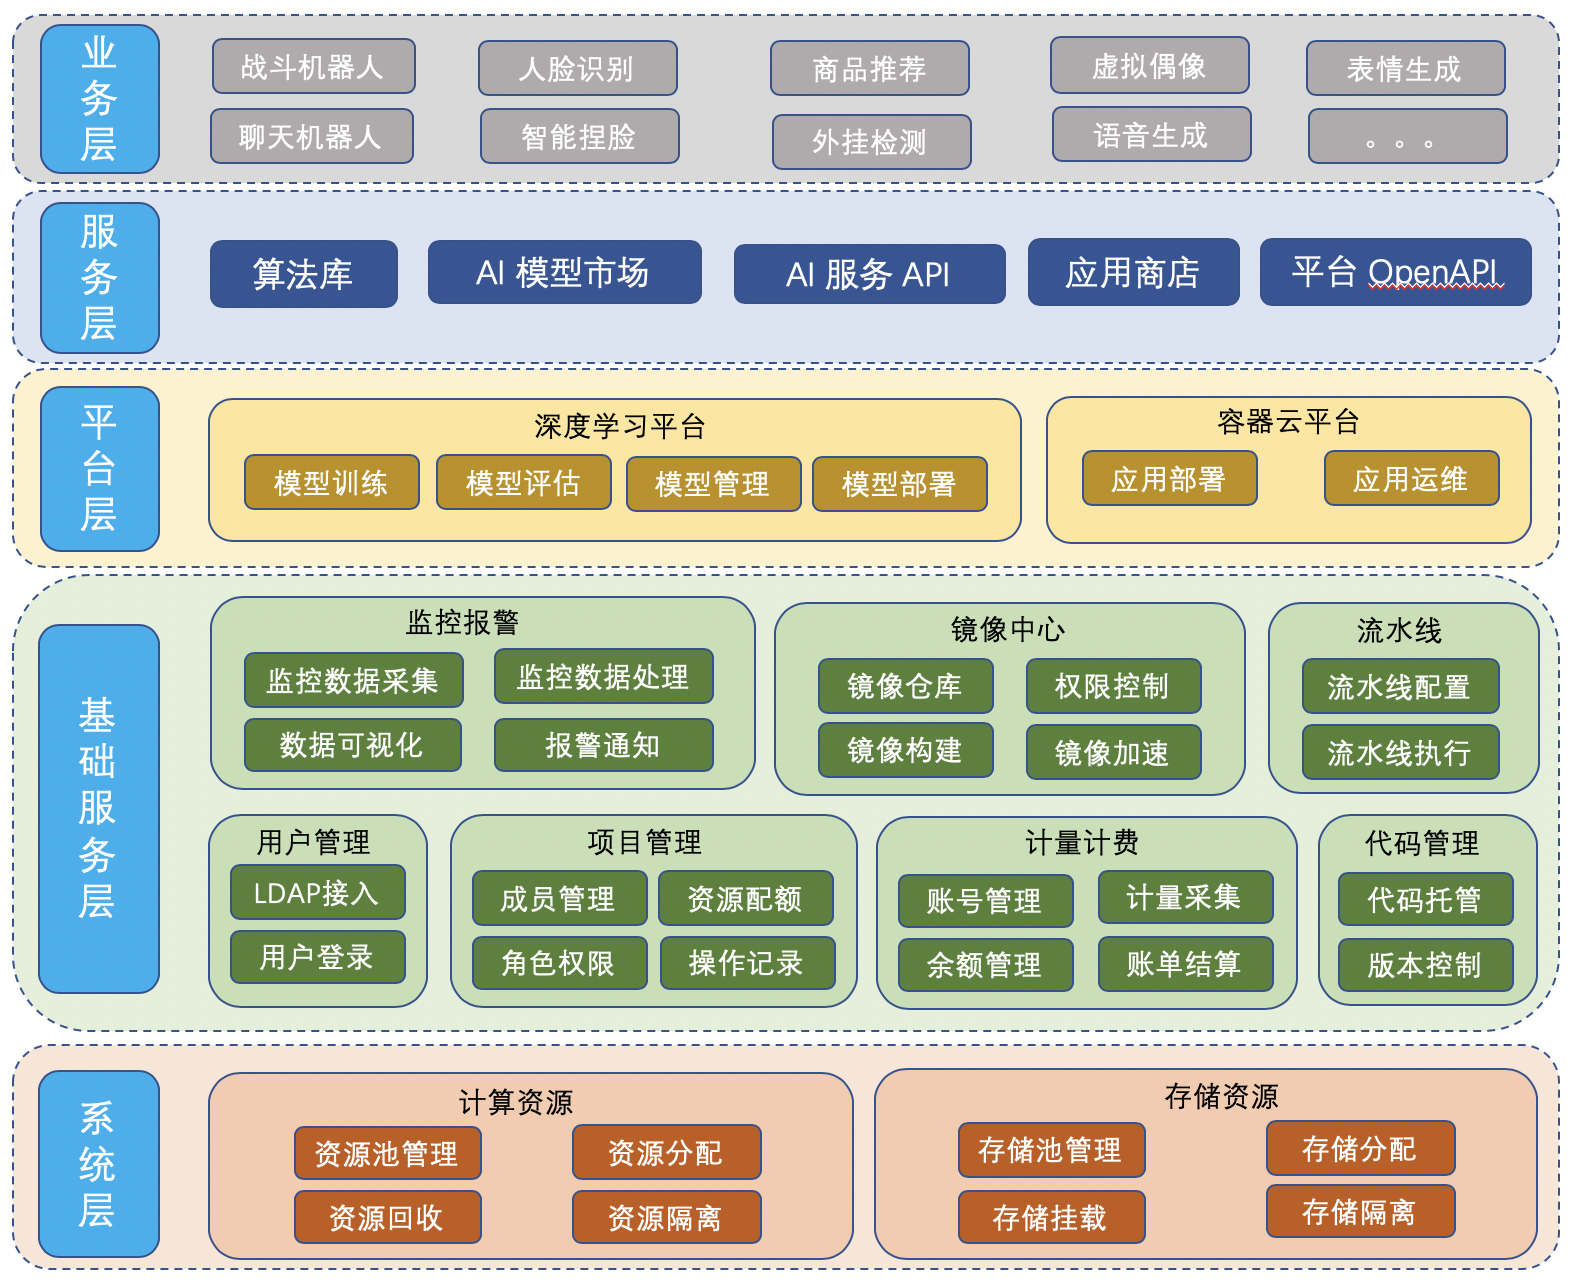 业务层
战斗机器人
人脸识别
商品推荐
虚拟偶像
表情生成
聊天机器人
智能捏脸
外挂检测
语音生成
。。。
服务层
算法库
AI 模型市场
AI 服务 API
应用商店
平台 OpenAPI
平台层
深度学习平台
模型训练
模型评估
模型管理
模型部署
容器云平台
应用部署
应用运维
基础服务层
监控报警
监控数据采集
监控数据处理
数据可视化
报警通知
镜像中心
镜像仓库
权限控制
镜像构建
镜像加速
流水线
流水线配置
流水线执行
用户管理
LDAP接入
用户登录
项目管理
成员管理
资源配额
角色权限
操作记录
计量计费
账号管理
计量采集
余额管理
账单结算
代码管理
代码托管
版本控制
系统层
计算资源
资源池管理
资源分配
资源回收
资源隔离
存储资源
存储池管理
存储分配
存储挂载
存储隔离